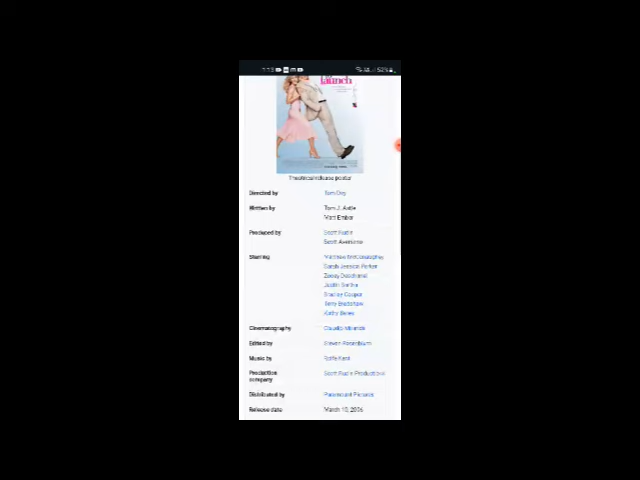 launch
Theatrical release poster
Directed by Tom Dey
Written by Tom J. Astle
Matt Ember
Produced by Scott Rudin
Scott Aversano
Starring Matthew McConaughey
Sarah Jessica Parker
Zooey Deschanel
Justin Bartha
Bradley Cooper
Terry Bradshaw
Kathy Bates
Cinematography Claudio Miranda
Edited by Steven Rosenblum
Music by Rolfe Kent
Production company Scott Rudin Productions
Distributed by Paramount Pictures
Release date March 10, 2006